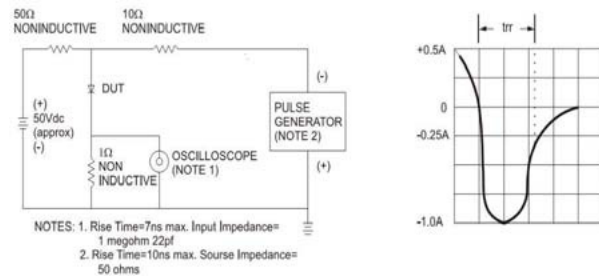 50Ω
NONINDUCTIVE
10Ω
NONINDUCTIVE
DUT
(+)
50Vdc
(approx)
(-)
1Ω
NON
INDUCTIVE
OSCILLOSCOPE
(NOTE 1)
(-)
PULSE
GENERATOR
(NOTE 2)
(+)
NOTES: 1. Rise Time=7ns max. Input Impedance=
1 megohm 22pf
2. Rise Time=10ns max. Sourse Impedance=
50 ohms
trr
+0.5A
0
-0.25A
-1.0A